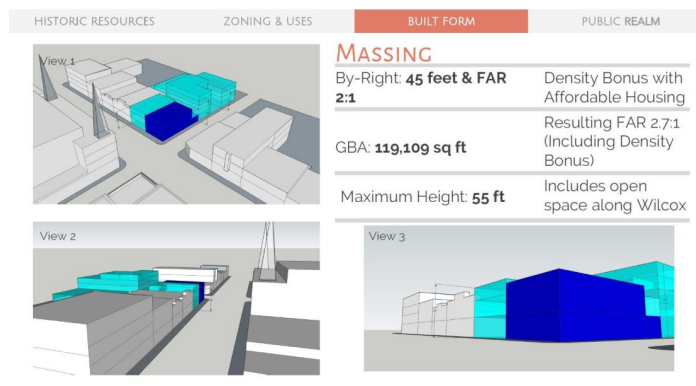 HISTORIC RESOURCES
ZONING & USES
BUILT FORM
PUBLIC REALM
View 1
MASSING
By-Right: 45 feet & FAR
2:1
Density Bonus with
Affordable Housing
GBA: 119,109 sq ft
Resulting FAR 2.7:1
(Including Density
Bonus)
Maximum Height: 55 ft
Includes open
space along Wilcox
View 2
View 3